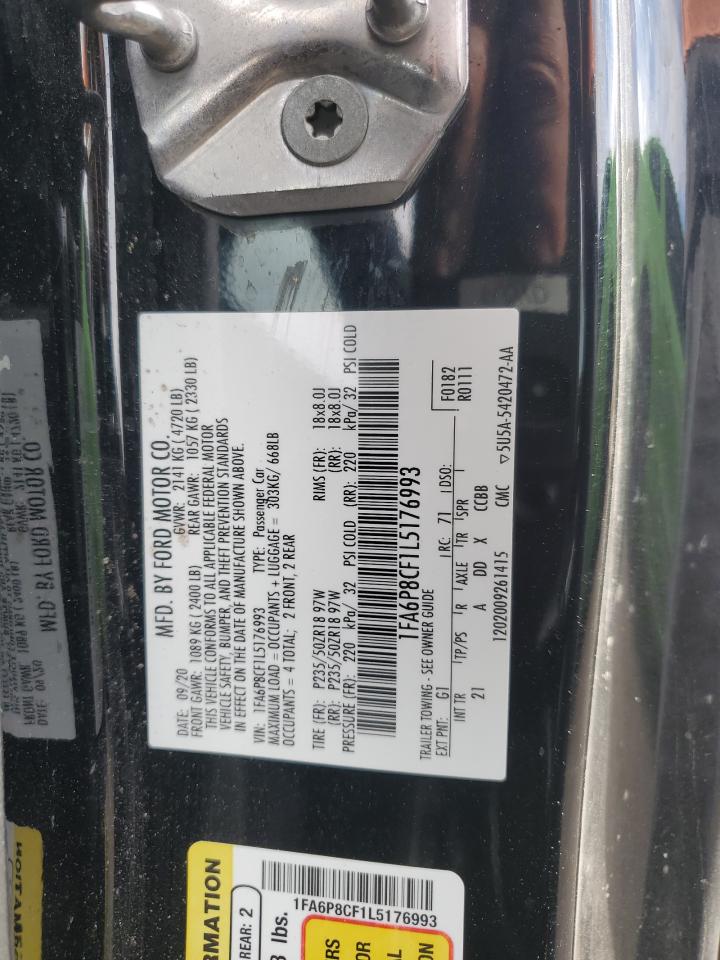 MFD. BY FORD MOTOR CO.
DATE: 09/20 GVWR: 2141 KG (4720 LB)
FRONT GAWR: 1089 KG (2400 LB) REAR GAWR: 1057 KG (2330 LB)
THIS VEHICLE CONFORMS TO ALL APPLICABLE FEDERAL MOTOR
VEHICLE SAFETY, BUMPER, AND THEFT PREVENTION STANDARDS
IN EFFECT ON THE DATE OF MANUFACTURE SHOWN ABOVE.
VIN: 1FA6P8CF1L5176993 TYPE: Passenger Car
MAXIMUM LOAD = OCCUPANTS + LUGGAGE = 303KG/ 668LB
OCCUPANTS = 4 TOTAL; 2 FRONT, 2 REAR
TIRE (FR): P235/50ZR18 97W RIMS (FR): 18x8.0J
(RR): P235/50ZR18 97W (RR): 18x8.0J
PRESSURE (FR): 220 kPa/ 32 PSI COLD (RR): 220 kPa/ 32 PSI COLD
1FA6P8CF1L5176993
TRAILER TOWING - SEE OWNER GUIDE F0182
EXT PNT: G1 RC: 71 DSO: R0111
INT TR TP/PS R AXLE TR SPR
21 A DD X CCBB
1202009261415 CMC ▽5U5A-5420472-AA
RMATION
REAR: 2
1FA6P8CF1L5176993
lbs.